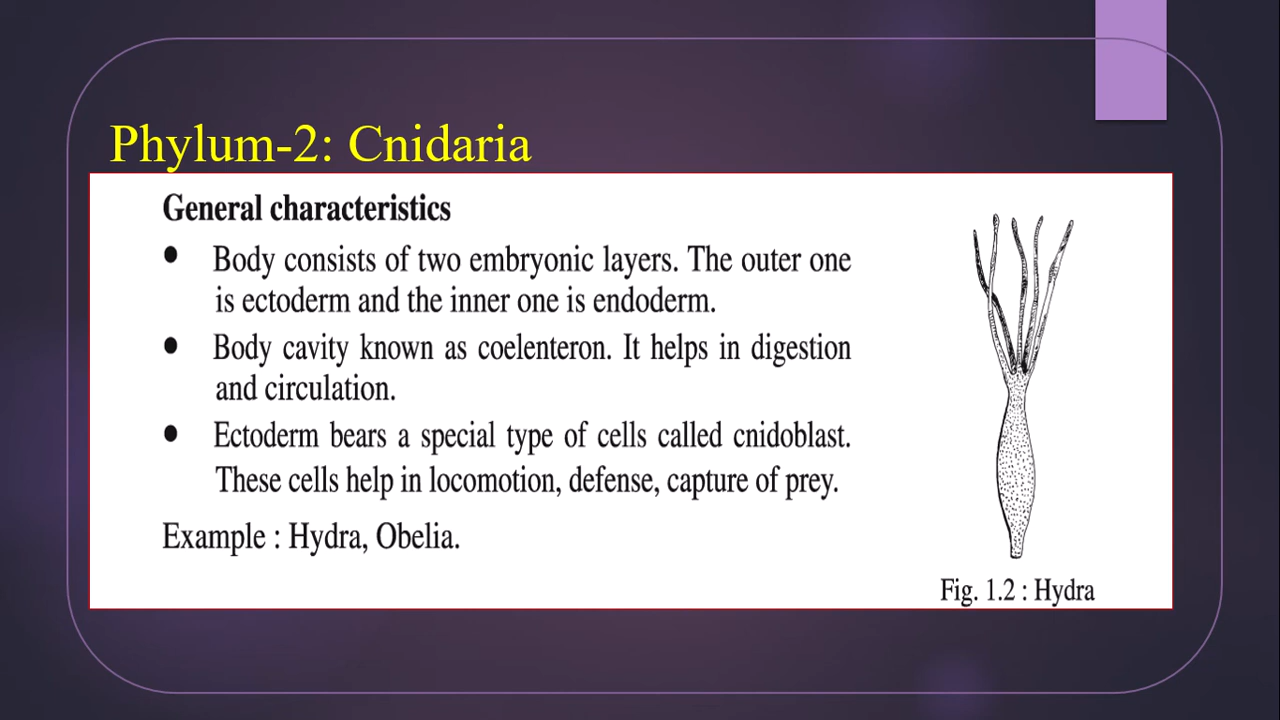 Phylum-2: Cnidaria
General characteristics
● Body consists of two embryonic layers. The outer one
is ectoderm and the inner one is endoderm.
● Body cavity known as coelenteron. It helps in digestion
and circulation.
● Ectoderm bears a special type of cells called cnidoblast.
These cells help in locomotion, defense, capture of prey.
Example : Hydra, Obelia.
Fig. 1.2 : Hydra